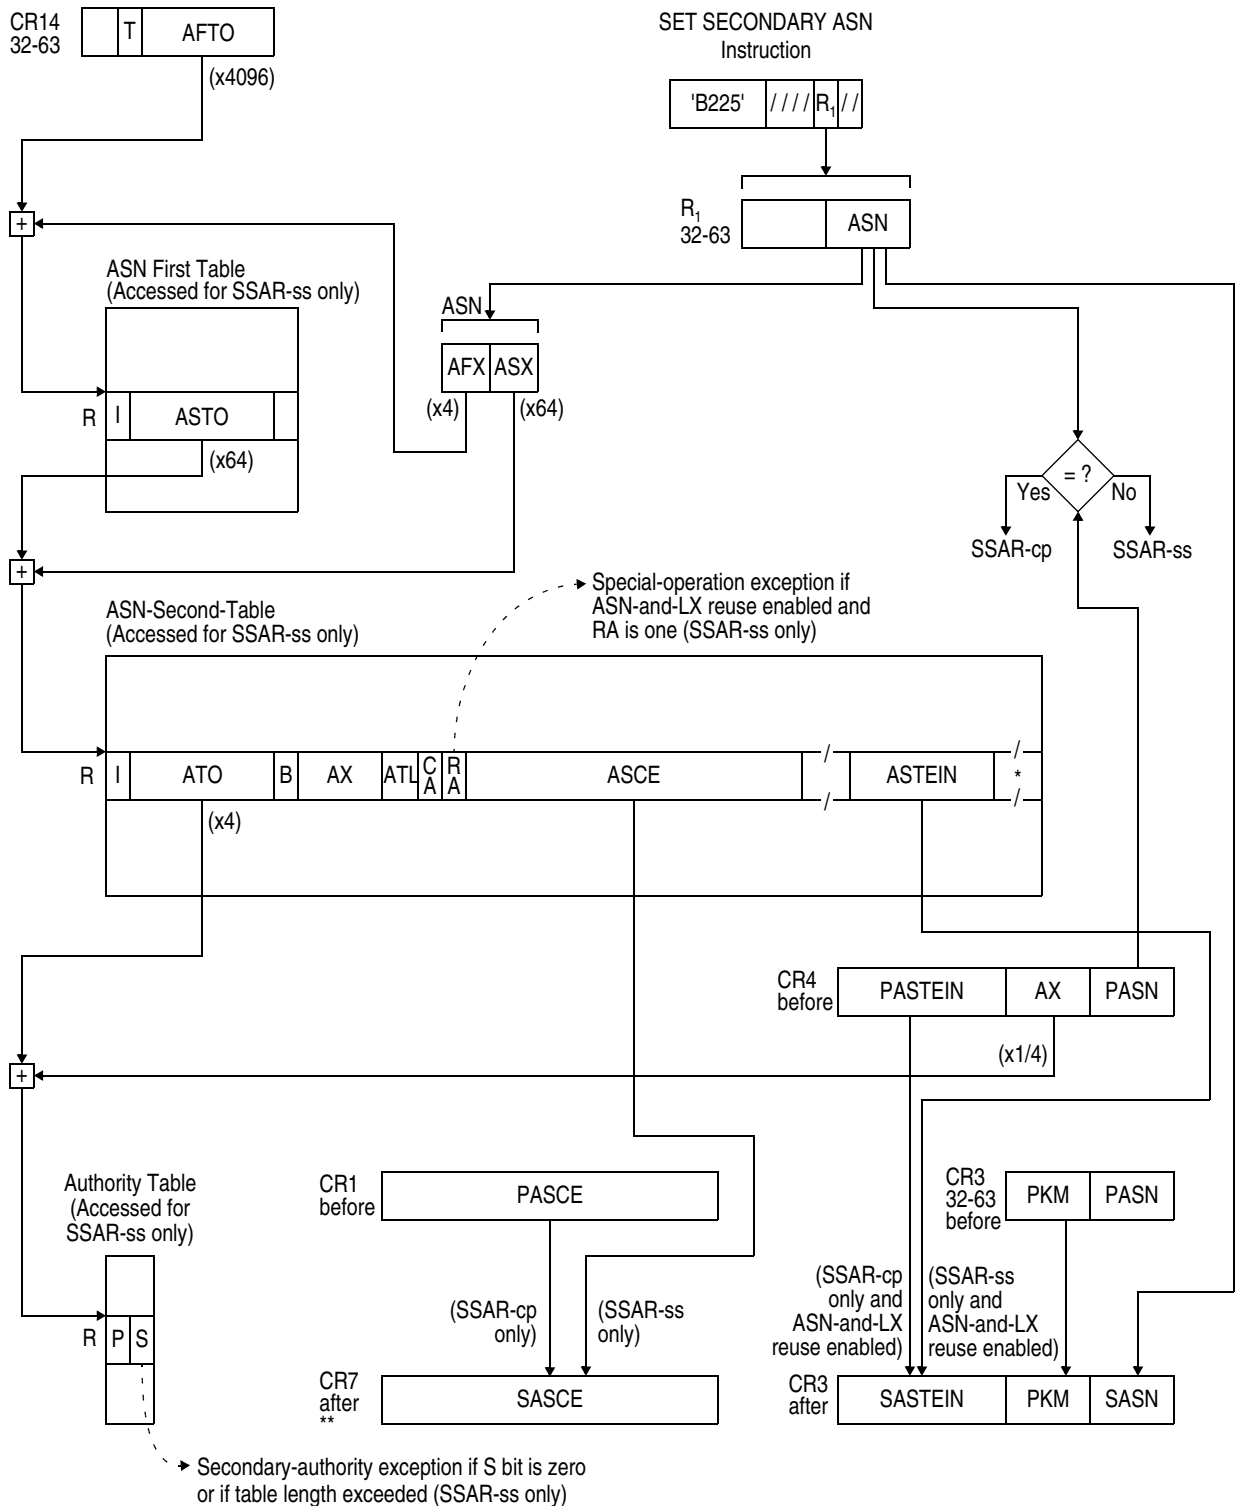 CR14
32-63
T
AFTO
(x4096)
SET SECONDARY ASN
Instruction
'B225'
////
R1
//
R1
32-63
ASN
+
ASN First Table
(Accessed for SSAR-ss only)
ASN
AFX
ASX
(x4)
(x64)
R
I
ASTO
(x64)
= ?
Yes
No
SSAR-cp
SSAR-ss
+
ASN-Second-Table
(Accessed for SSAR-ss only)
Special-operation exception if
ASN-and-LX reuse enabled and
RA is one (SSAR-ss only)
R
I
ATO
B
AX
ATL
CA
RA
ASCE
/
/
ASTEIN
/
*
/
(x4)
CR4
before
PASTEIN
AX
PASN
(x1/4)
+
Authority Table
(Accessed for
SSAR-ss only)
CR1
before
PASCE
CR3
32-63
before
PKM
PASN
(SSAR-cp
only)
(SSAR-ss
only)
(SSAR-cp
only and
ASN-and-LX
reuse enabled)
(SSAR-ss
only and
ASN-and-LX
reuse enabled)
R
P
S
CR7
after
**
SASCE
CR3
after
SASTEIN
PKM
SASN
Secondary-authority exception if S bit is zero
or if table length exceeded (SSAR-ss only)